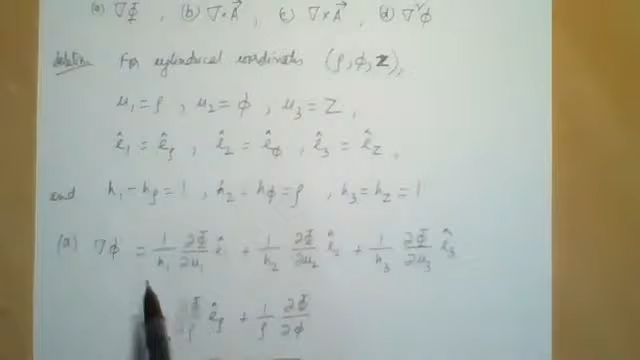 (a) ∇Φ , (b) ∇·A⃗ , (c) ∇×A⃗ , (d) ∇²ϕ
Solution For cylindrical coordinates (ρ, ϕ, z),
u₁ = ρ , u₂ = ϕ , u₃ = z ,
ê₁ = ê_ρ , ê₂ = ê_ϕ , ê₃ = ê_z ,
and h₁ = h_ρ = 1 , h₂ = h_ϕ = ρ , h₃ = h_z = 1
(a) ∇ϕ = 1/h₁ ∂Φ/∂u₁ ê₁ + 1/h₂ ∂Φ/∂u₂ ê₂ + 1/h₃ ∂Φ/∂u₃ ê₃
Φ/ρ ê_ρ + 1/ρ ∂Φ/∂ϕ